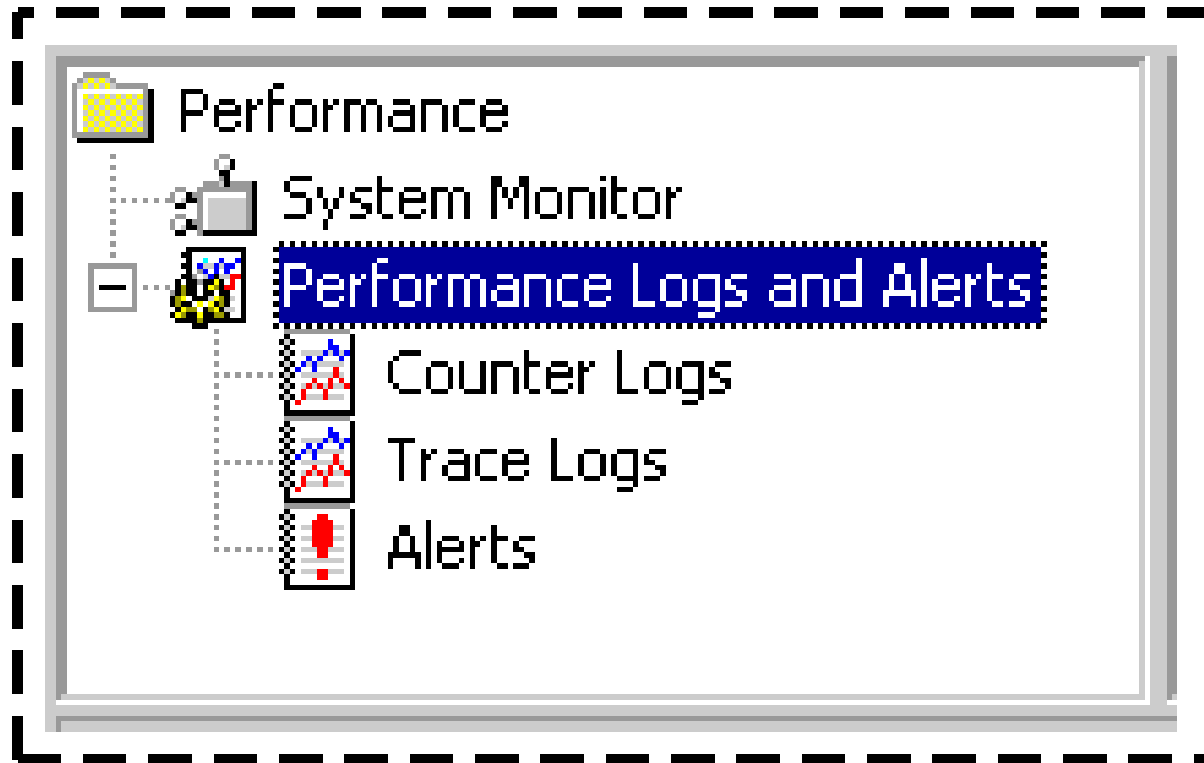 Performance
System Monitor
Performance Logs and Alerts
Counter Logs
Trace Logs
Alerts